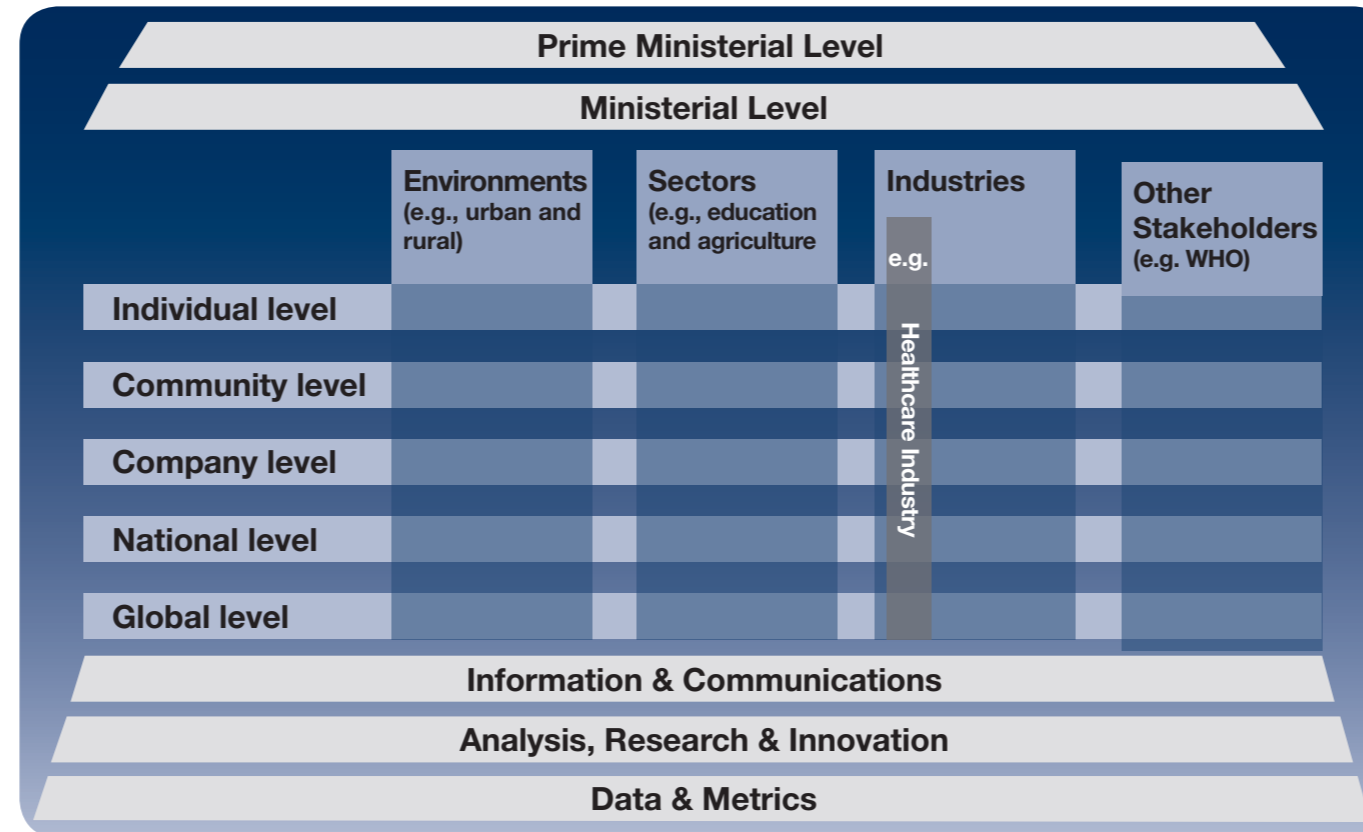 Prime Ministerial Level
Ministerial Level
Environments
(e.g., urban and
rural)
Sectors
(e.g., education
and agriculture
Industries
e.g.
Healthcare Industry
Other
Stakeholders
(e.g. WHO)
Individual level
Community level
Company level
National level
Global level
Information & Communications
Analysis, Research & Innovation
Data & Metrics